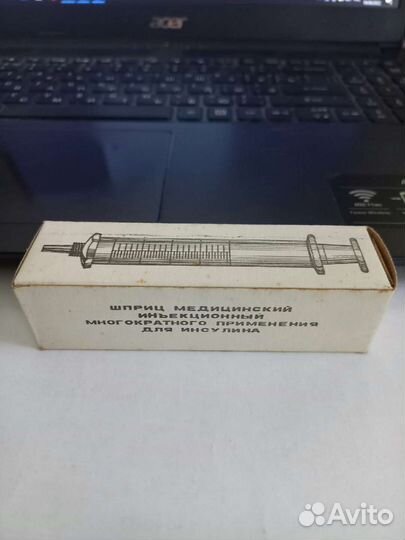 acer
ШПРИЦ МЕДИЦИНСКИЙ
ИНЪЕКЦИОННЫЙ
МНОГОКРАТНОГО ПРИМЕНЕНИЯ
ДЛЯ ИНСУЛИНА
Avito